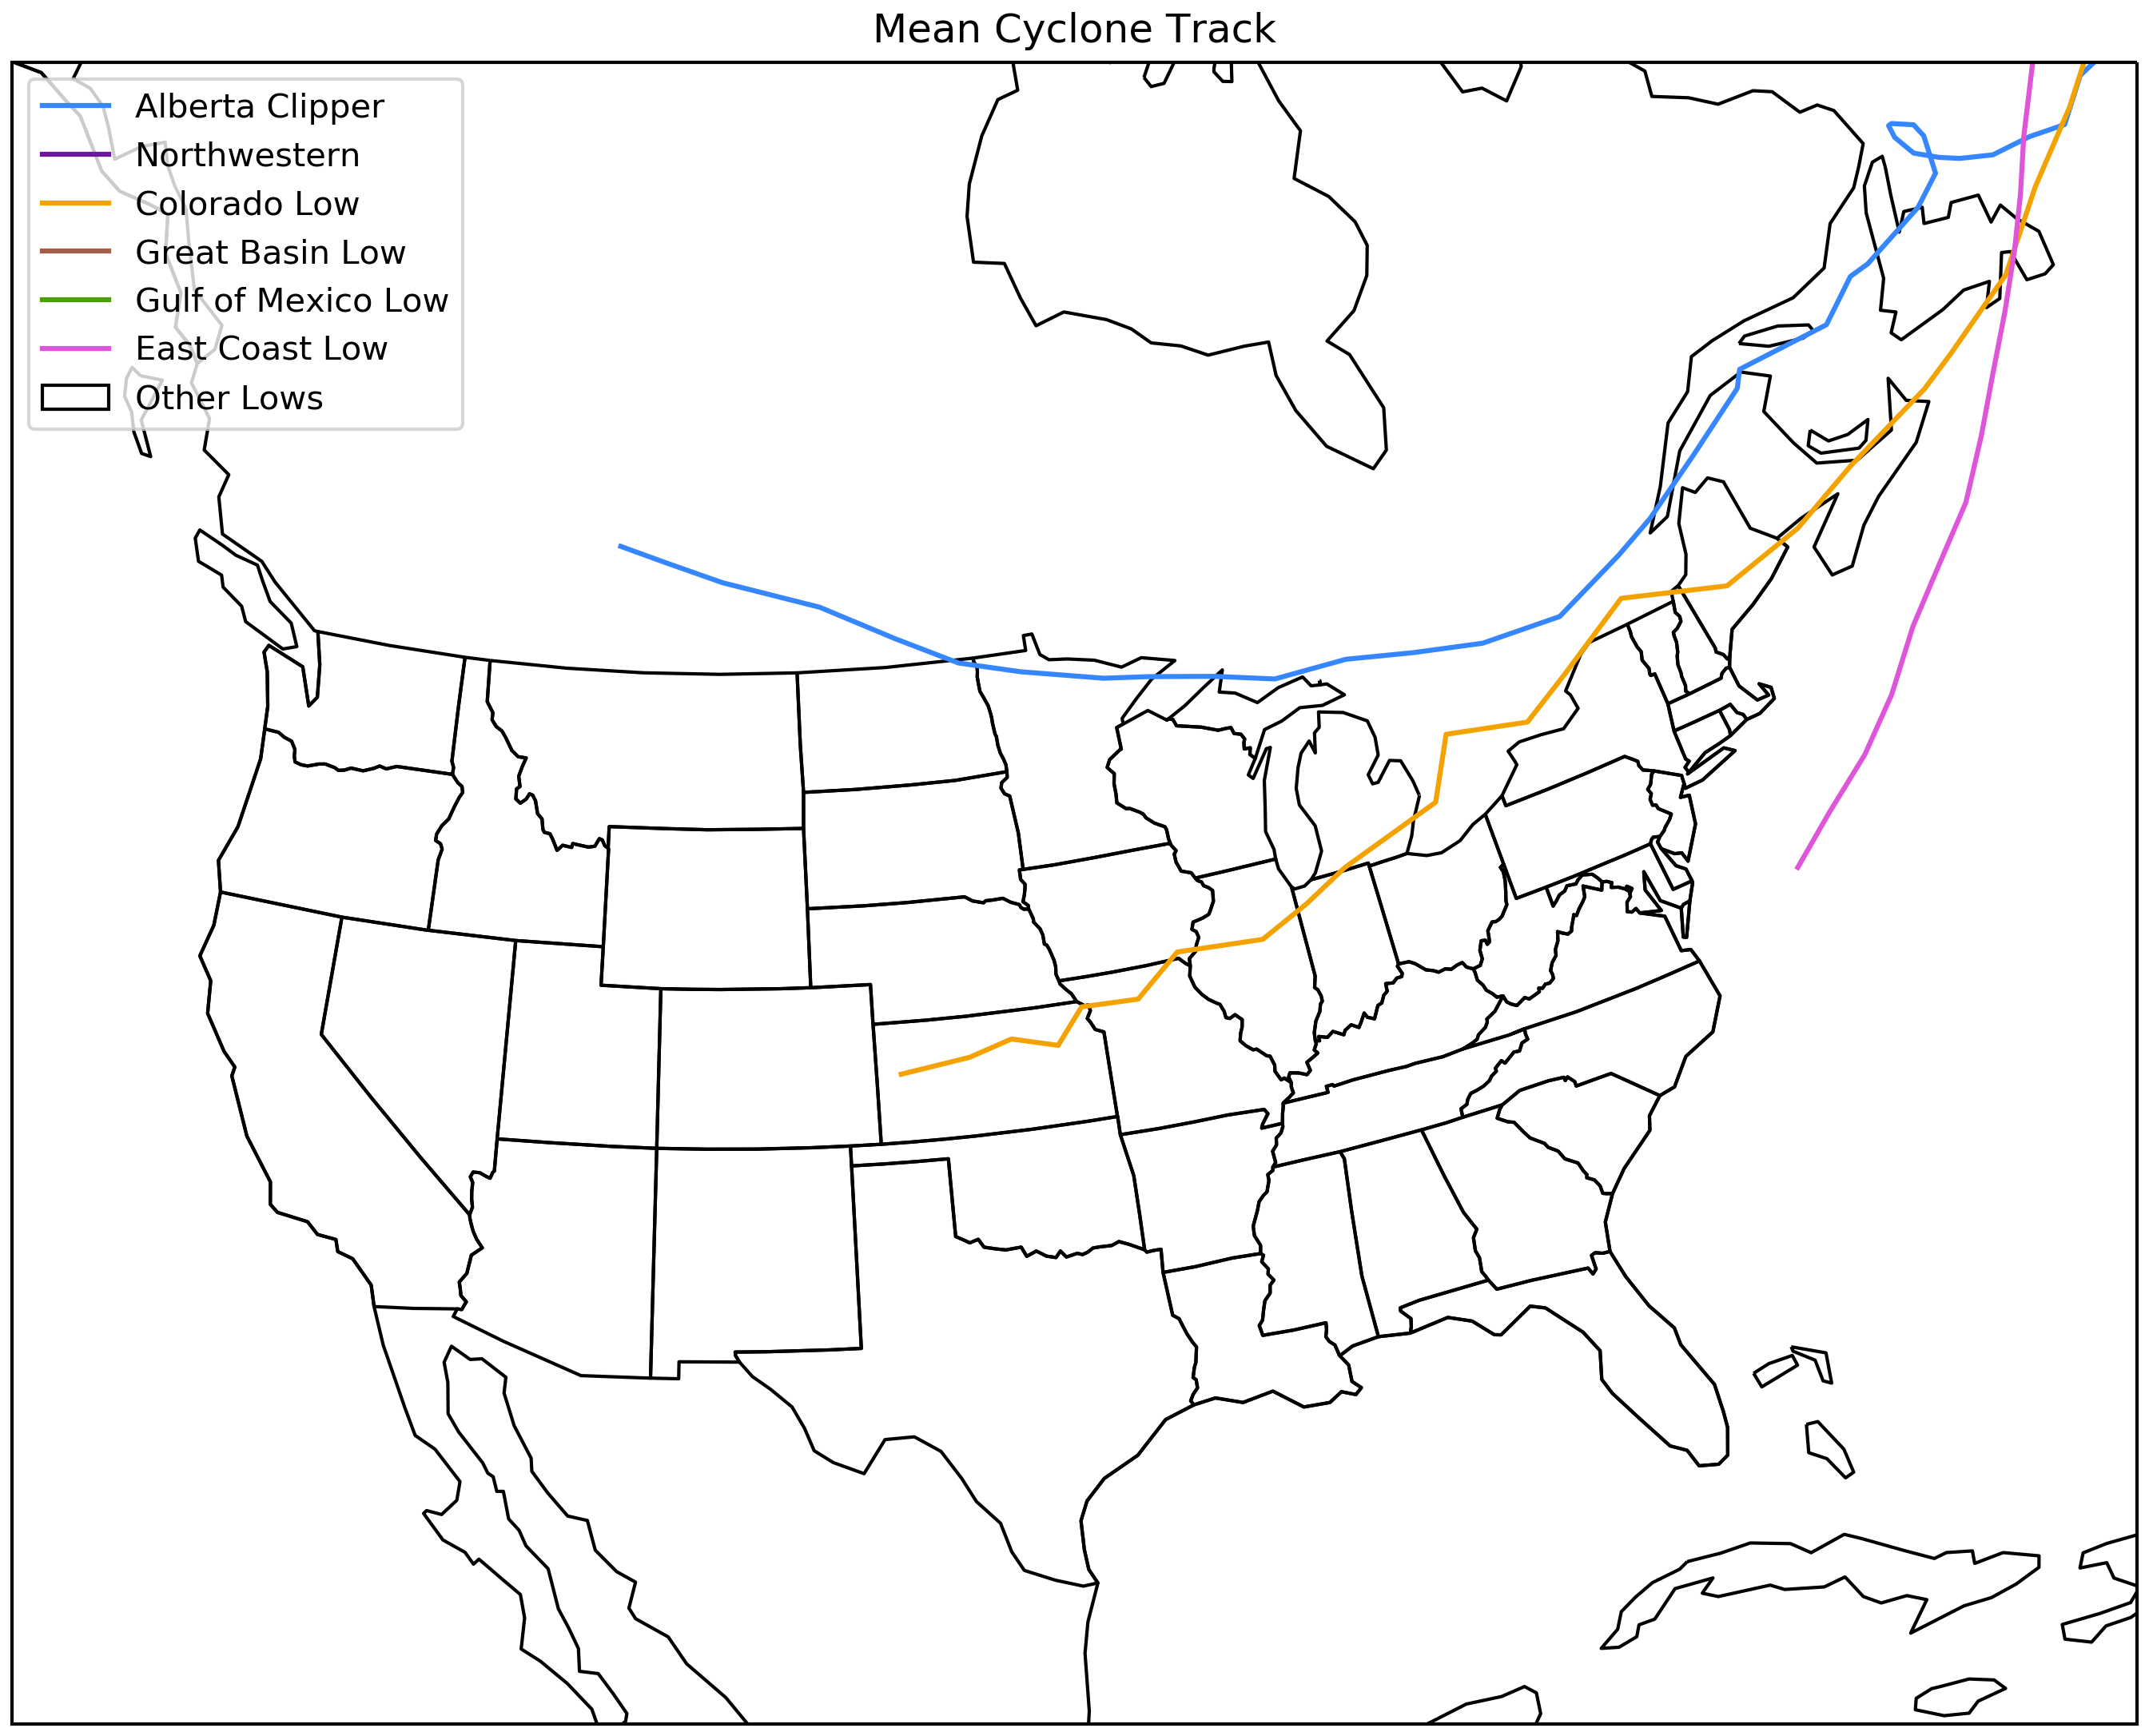 Mean Cyclone Track
Alberta Clipper
Northwestern
Colorado Low
Great Basin Low
Gulf of Mexico Low
East Coast Low
Other Lows